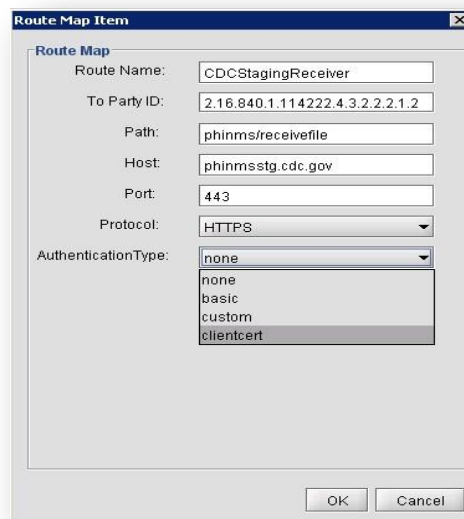 Route Map Item
Route Map
Route Name: CDCStagingReceiver
To Party ID: 2.16.840.1.114222.4.3.2.2.2.1.2
Path: phinms/receivefile
Host: phinmsstg.cdc.gov
Port: 443
Protocol: HTTPS
AuthenticationType: none
none
basic
custom
clientcert
OK Cancel